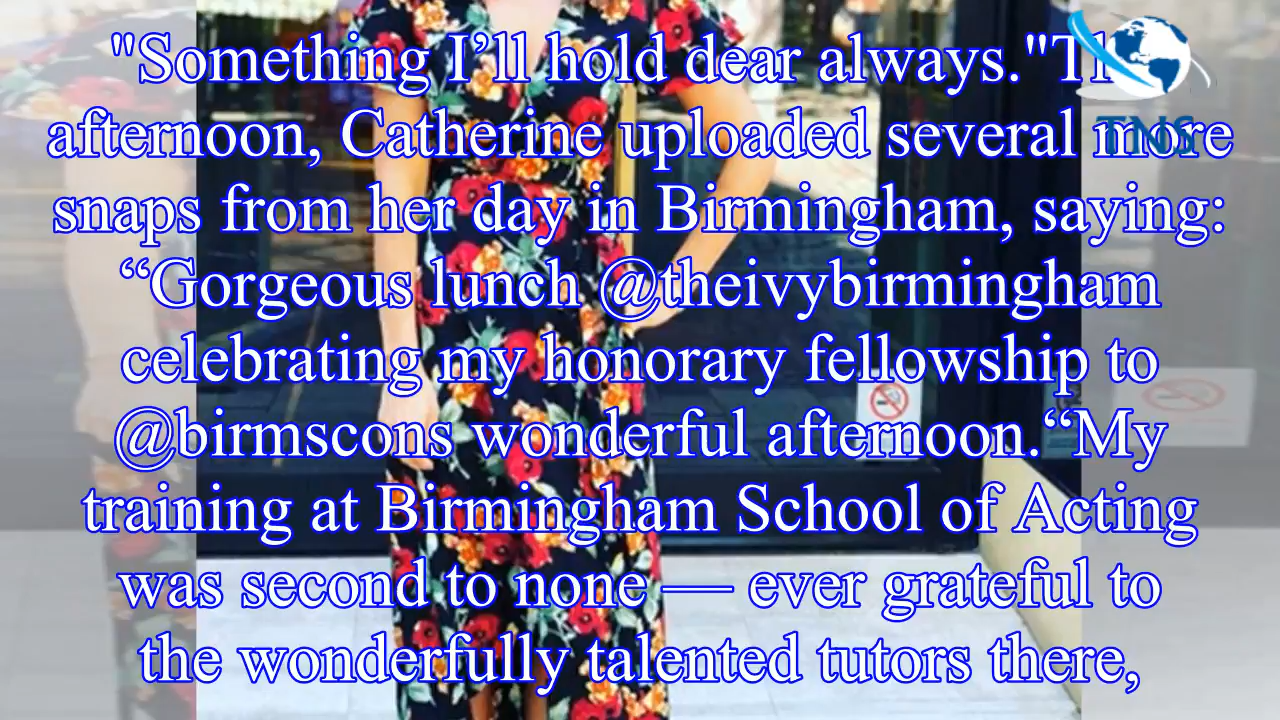 "Something I’ll hold dear always."
afternoon, Catherine uploaded several more
snaps from her day in Birmingham, saying:
“Gorgeous lunch @theivybirmingham
celebrating my honorary fellowship to
@birmscons wonderful afternoon.“My
training at Birmingham School of Acting
was second to none — ever grateful to
the wonderfully talented tutors there,
TNS